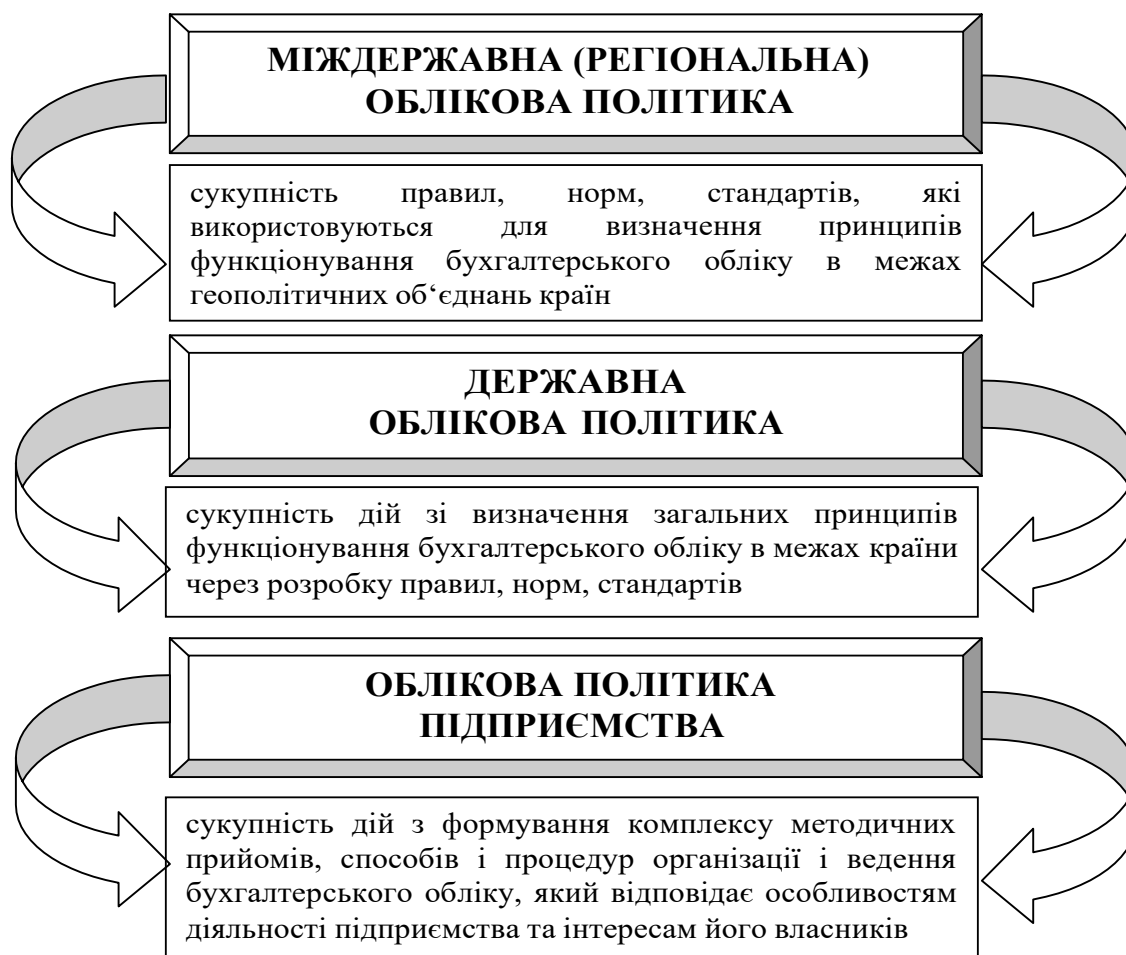 МІЖДЕРЖАВНА (РЕГІОНАЛЬНА)
ОБЛІКОВА ПОЛІТИКА
сукупність правил, норм, стандартів, які
використовуються для визначення принципів
функціонування бухгалтерського обліку в межах
геополітичних об‘єднань країн
ДЕРЖАВНА
ОБЛІКОВА ПОЛІТИКА
сукупність дій зі визначення загальних принципів
функціонування бухгалтерського обліку в межах країни
через розробку правил, норм, стандартів
ОБЛІКОВА ПОЛІТИКА
ПІДПРИЄМСТВА
сукупність дій з формування комплексу методичних
прийомів, способів і процедур організації і ведення
бухгалтерського обліку, який відповідає особливостям
діяльності підприємства та інтересам його власників